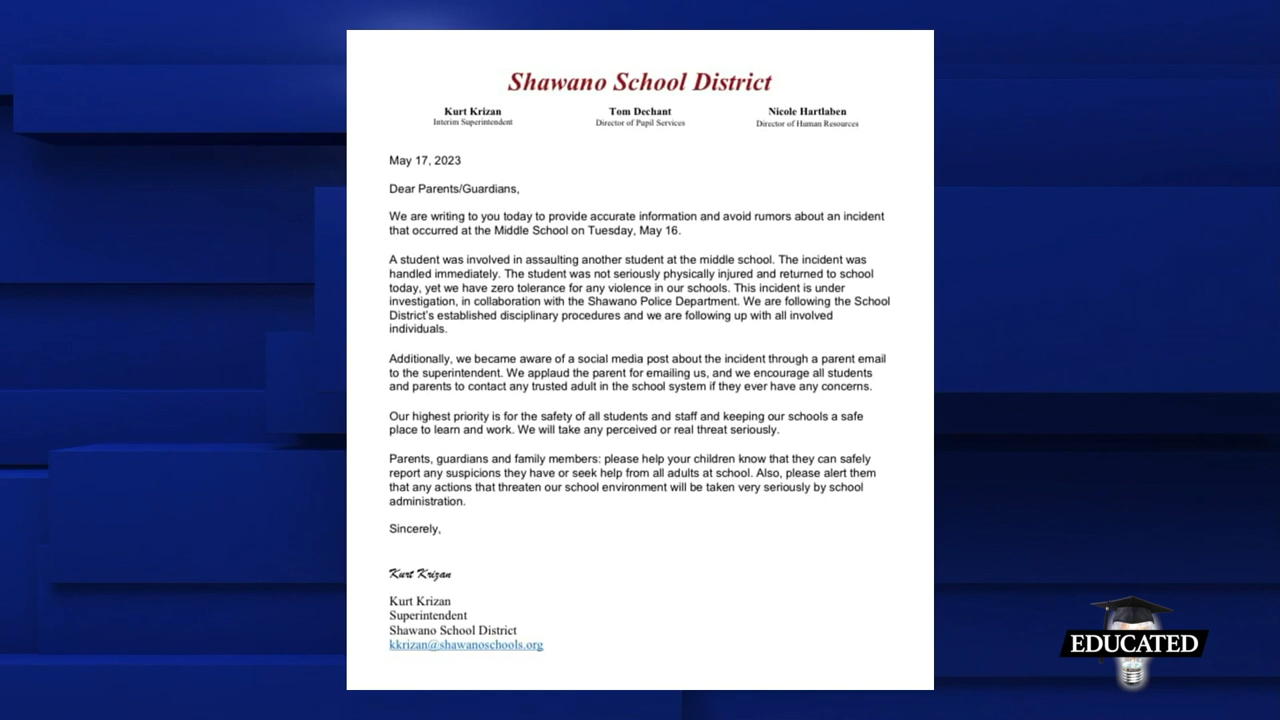 Shawano School District
Kurt Krizan Tom Dechant Nicole Hartlaben
Interim Superintendent Director of Pupil Services Director of Human Resources
May 17, 2023
Dear Parents/Guardians,
We are writing to you today to provide accurate information and avoid rumors about an incident
that occurred at the Middle School on Tuesday, May 16.
A student was involved in assaulting another student at the middle school. The incident was
handled immediately. The student was not seriously physically injured and returned to school
today, yet we have zero tolerance for any violence in our schools. This incident is under
investigation, in collaboration with the Shawano Police Department. We are following the School
District's established disciplinary procedures and we are following up with all involved
individuals.
Additionally, we became aware of a social media post about the incident through a parent email
to the superintendent. We applaud the parent for emailing us, and we encourage all students
and parents to contact any trusted adult in the school system if they ever have any concerns.
Our highest priority is for the safety of all students and staff and keeping our schools a safe
place to learn and work. We will take any perceived or real threat seriously.
Parents, guardians and family members: please help your children know that they can safely
report any suspicions they have or seek help from all adults at school. Also, please alert them
that any actions that threaten our school environment will be taken very seriously by school
administration.
Sincerely,
Kurt Krizan
Kurt Krizan
Superintendent
Shawano School District
kkrizan@shawanoschools.org
EDUCATED